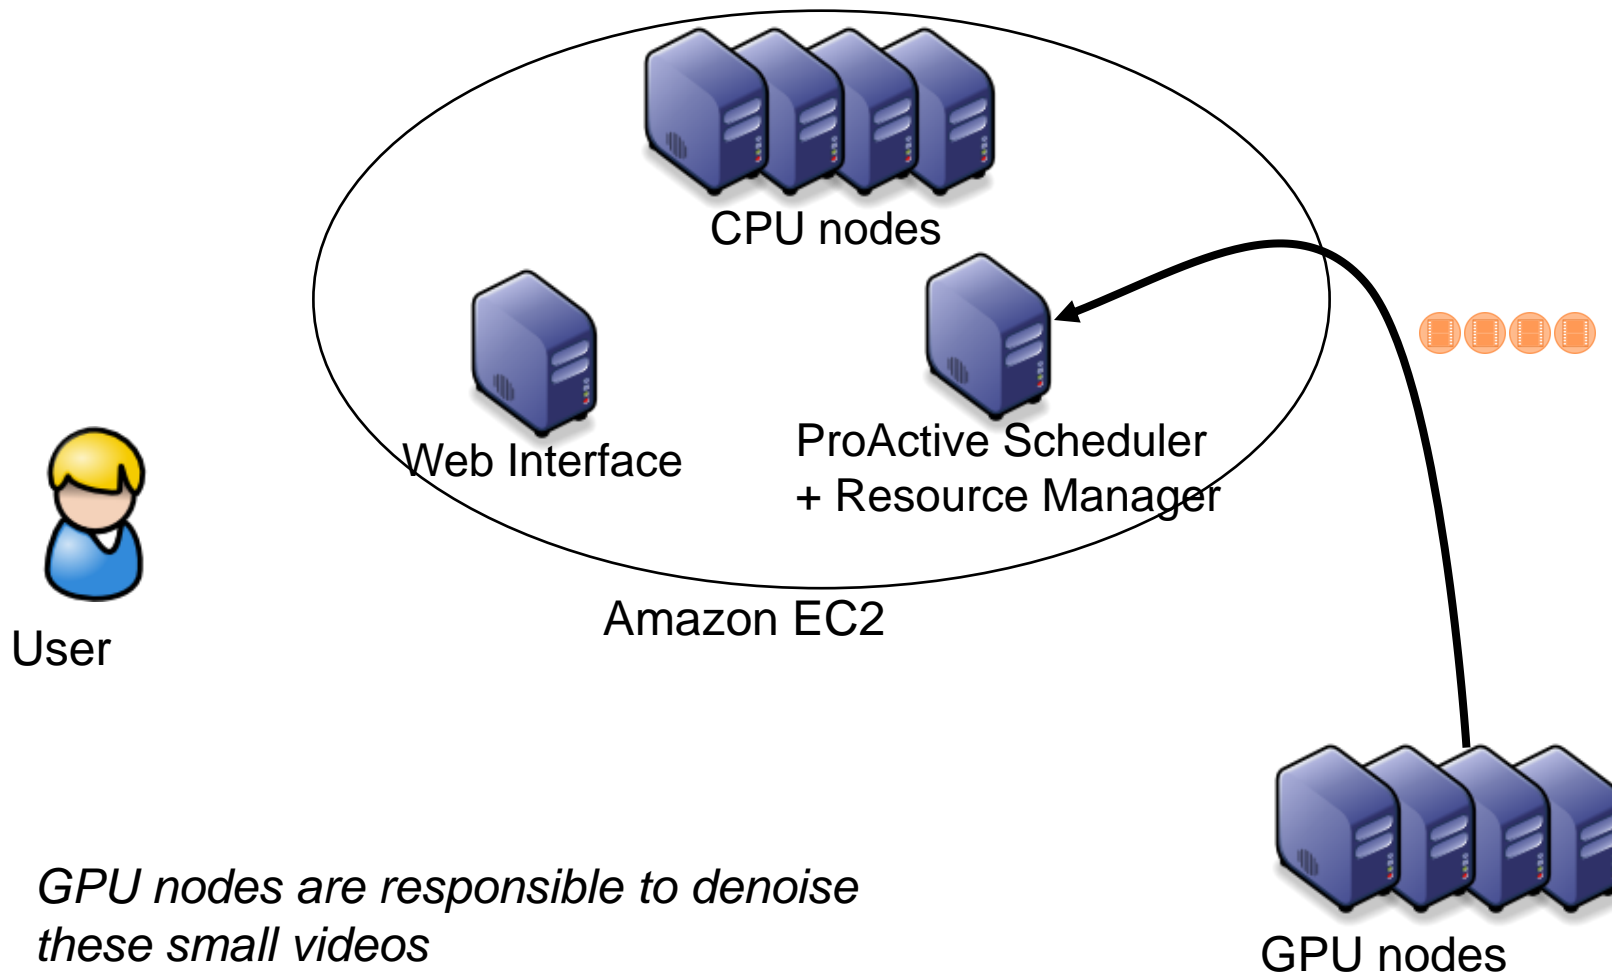 CPU nodes
Web Interface
ProActive Scheduler
+ Resource Manager
Amazon EC2
User
GPU nodes are responsible to denoise
these small videos
GPU nodes